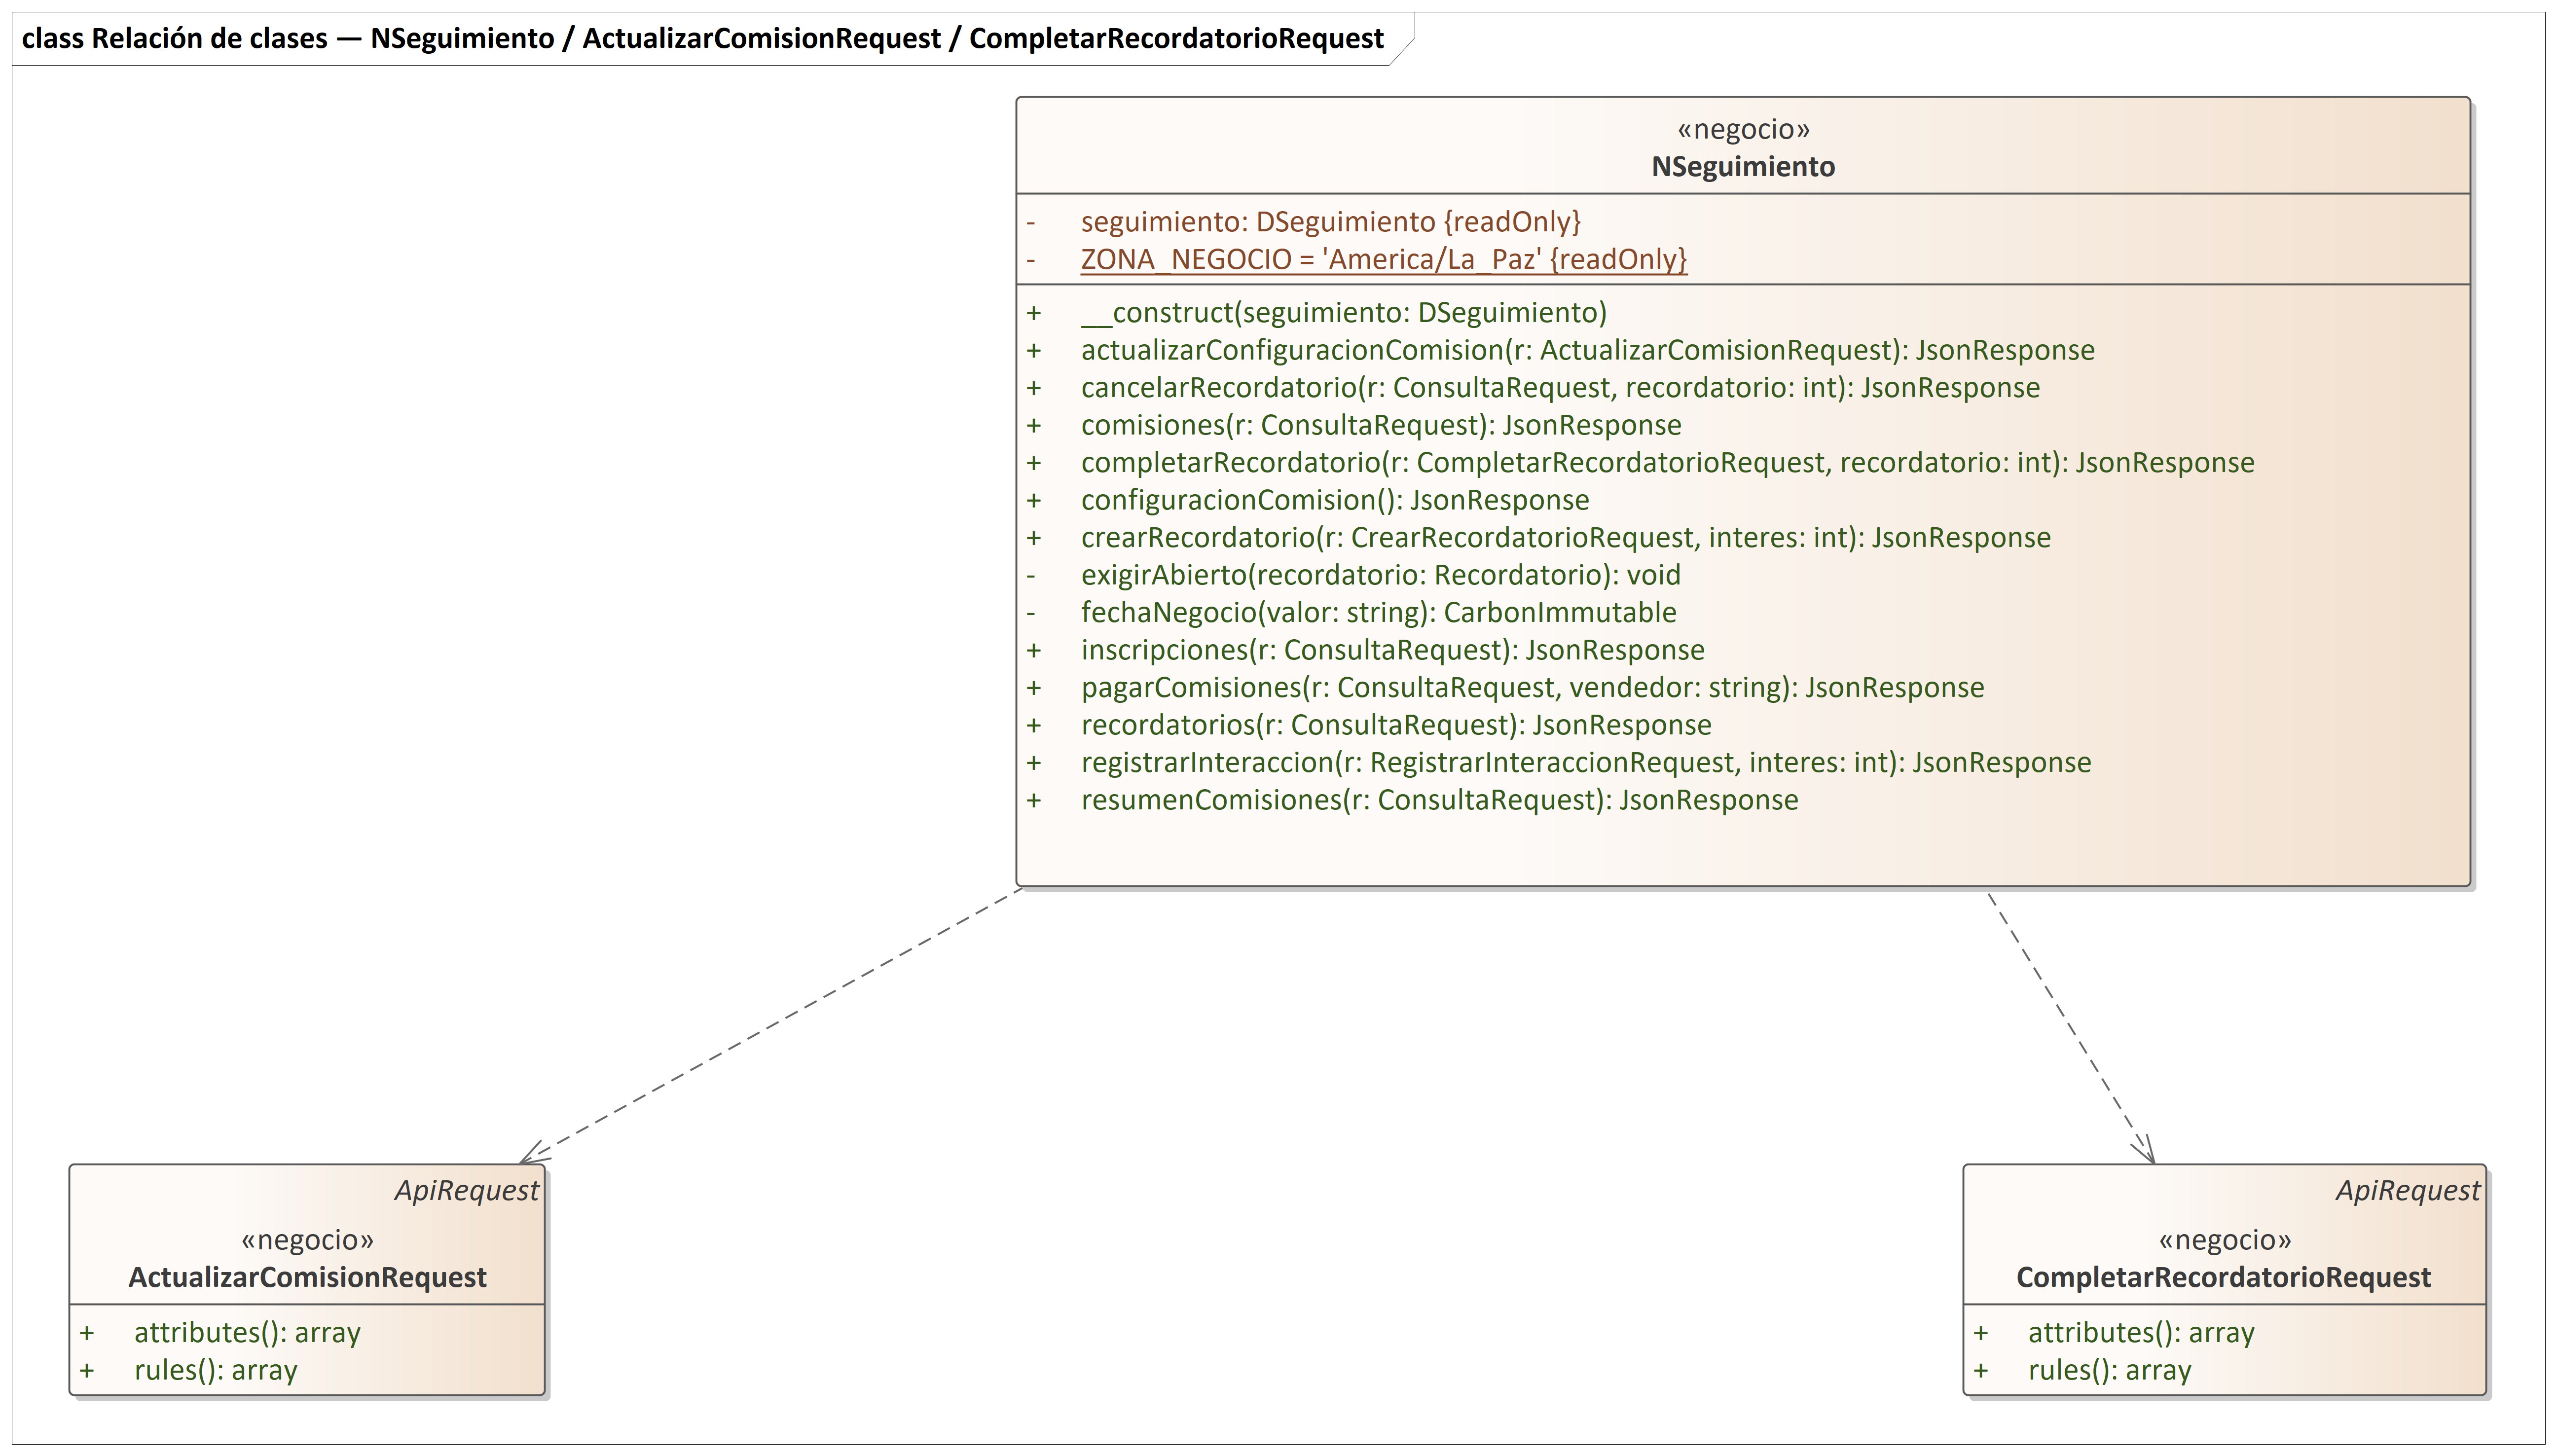 class Relación de clases — NSeguimiento / ActualizarComisionRequest / CompletarRecordatorioRequest
«negocio»
NSeguimiento
- seguimiento: DSeguimiento {readOnly}
- ZONA_NEGOCIO = 'America/La_Paz' {readOnly}
+ __construct(seguimiento: DSeguimiento)
+ actualizarConfiguracionComision(r: ActualizarComisionRequest): JsonResponse
+ cancelarRecordatorio(r: ConsultaRequest, recordatorio: int): JsonResponse
+ comisiones(r: ConsultaRequest): JsonResponse
+ completarRecordatorio(r: CompletarRecordatorioRequest, recordatorio: int): JsonResponse
+ configuracionComision(): JsonResponse
+ crearRecordatorio(r: CrearRecordatorioRequest, interes: int): JsonResponse
- exigirAbierto(recordatorio: Recordatorio): void
- fechaNegocio(valor: string): CarbonImmutable
+ inscripciones(r: ConsultaRequest): JsonResponse
+ pagarComisiones(r: ConsultaRequest, vendedor: string): JsonResponse
+ recordatorios(r: ConsultaRequest): JsonResponse
+ registrarInteraccion(r: RegistrarInteraccionRequest, interes: int): JsonResponse
+ resumenComisiones(r: ConsultaRequest): JsonResponse
ApiRequest
«negocio»
ActualizarComisionRequest
+ attributes(): array
+ rules(): array
ApiRequest
«negocio»
CompletarRecordatorioRequest
+ attributes(): array
+ rules(): array